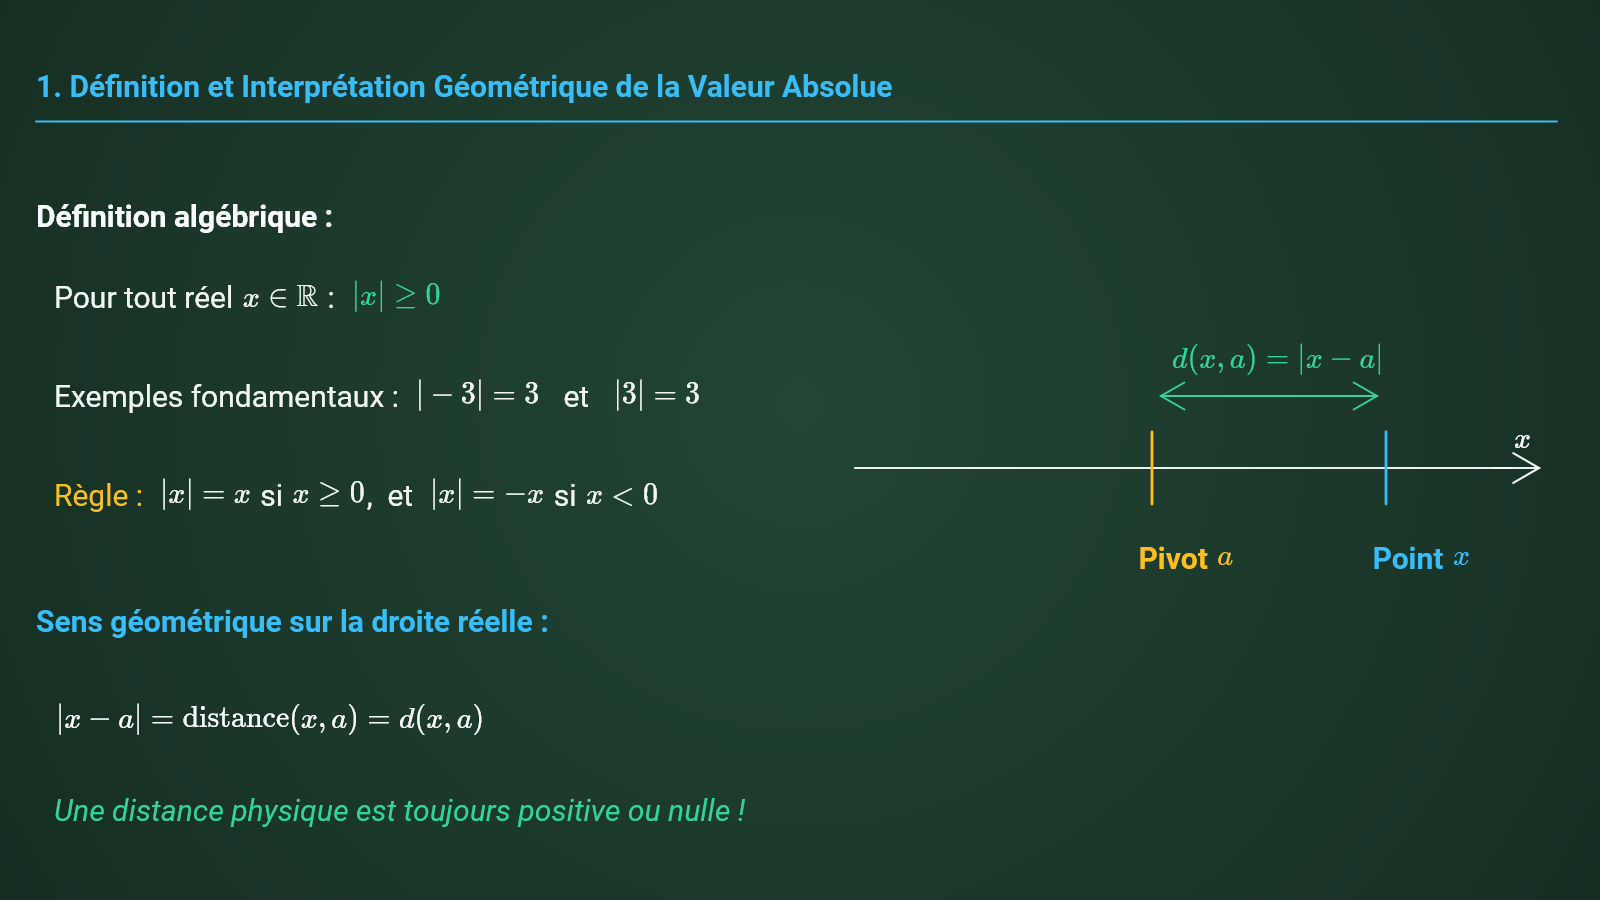 1. Définition et Interprétation Géométrique de la Valeur Absolue
Définition algébrique :
Pour tout réel x ∈ ℝ : |x| ≥ 0
Exemples fondamentaux : | − 3| = 3 et |3| = 3
Règle : |x| = x si x ≥ 0, et |x| = −x si x < 0
Sens géométrique sur la droite réelle :
|x − a| = distance(x, a) = d(x, a)
Une distance physique est toujours positive ou nulle !
d(x, a) = |x − a|
x
Pivot a
Point x